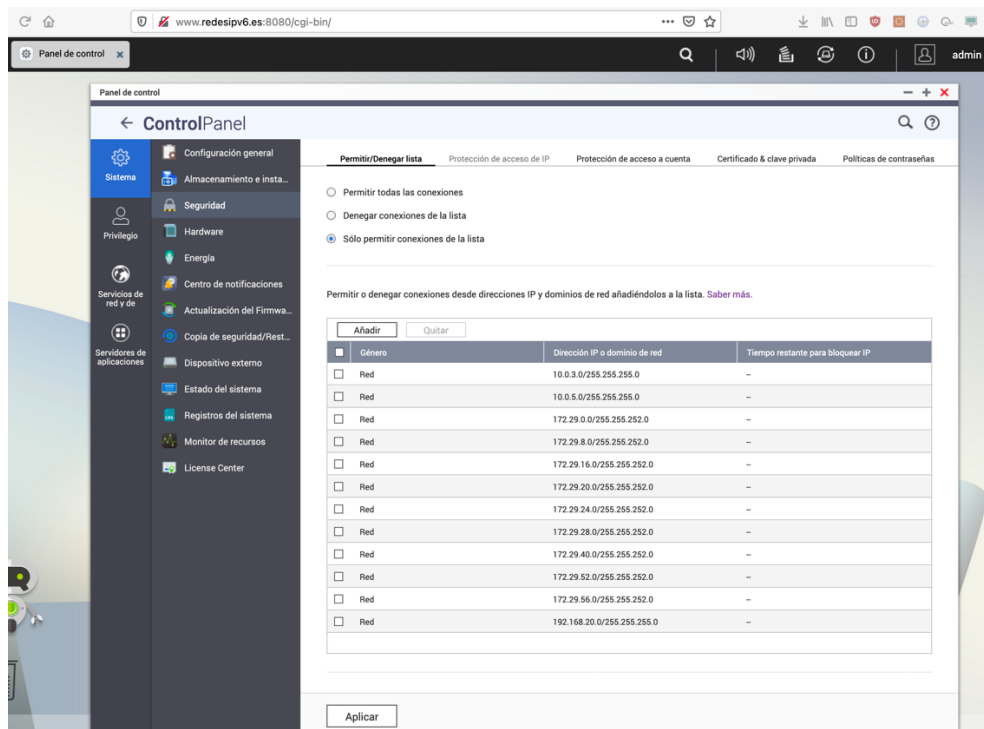 www.redesipv6.es:8080/cgi-bin/
Panel de control
admin
Panel de control
ControlPanel
Sistema
Privilegio
Servicios de
red y de
Servidores de
aplicaciones
Configuración general
Almacenamiento e insta...
Seguridad
Hardware
Energía
Centro de notificaciones
Actualización del Firmwa...
Copia de seguridad/Rest...
Dispositivo externo
Estado del sistema
Registros del sistema
Monitor de recursos
License Center
Permitir/Denegar lista Protección de acceso de IP Protección de acceso a cuenta Certificado & clave privada Políticas de contraseñas
Permitir todas las conexiones
Denegar conexiones de la lista
Sólo permitir conexiones de la lista
Permitir o denegar conexiones desde direcciones IP y dominios de red añadiéndolos a la lista. Saber más.
Añadir Quitar
Género Dirección IP o dominio de red Tiempo restante para bloquear IP
Red 10.0.3.0/255.255.255.0 --
Red 10.0.5.0/255.255.255.0 --
Red 172.29.0.0/255.255.252.0 --
Red 172.29.8.0/255.255.252.0 --
Red 172.29.16.0/255.255.252.0 --
Red 172.29.20.0/255.255.252.0 --
Red 172.29.24.0/255.255.252.0 --
Red 172.29.28.0/255.255.252.0 --
Red 172.29.40.0/255.255.252.0 --
Red 172.29.52.0/255.255.252.0 --
Red 172.29.56.0/255.255.252.0 --
Red 192.168.20.0/255.255.255.0 --
Aplicar